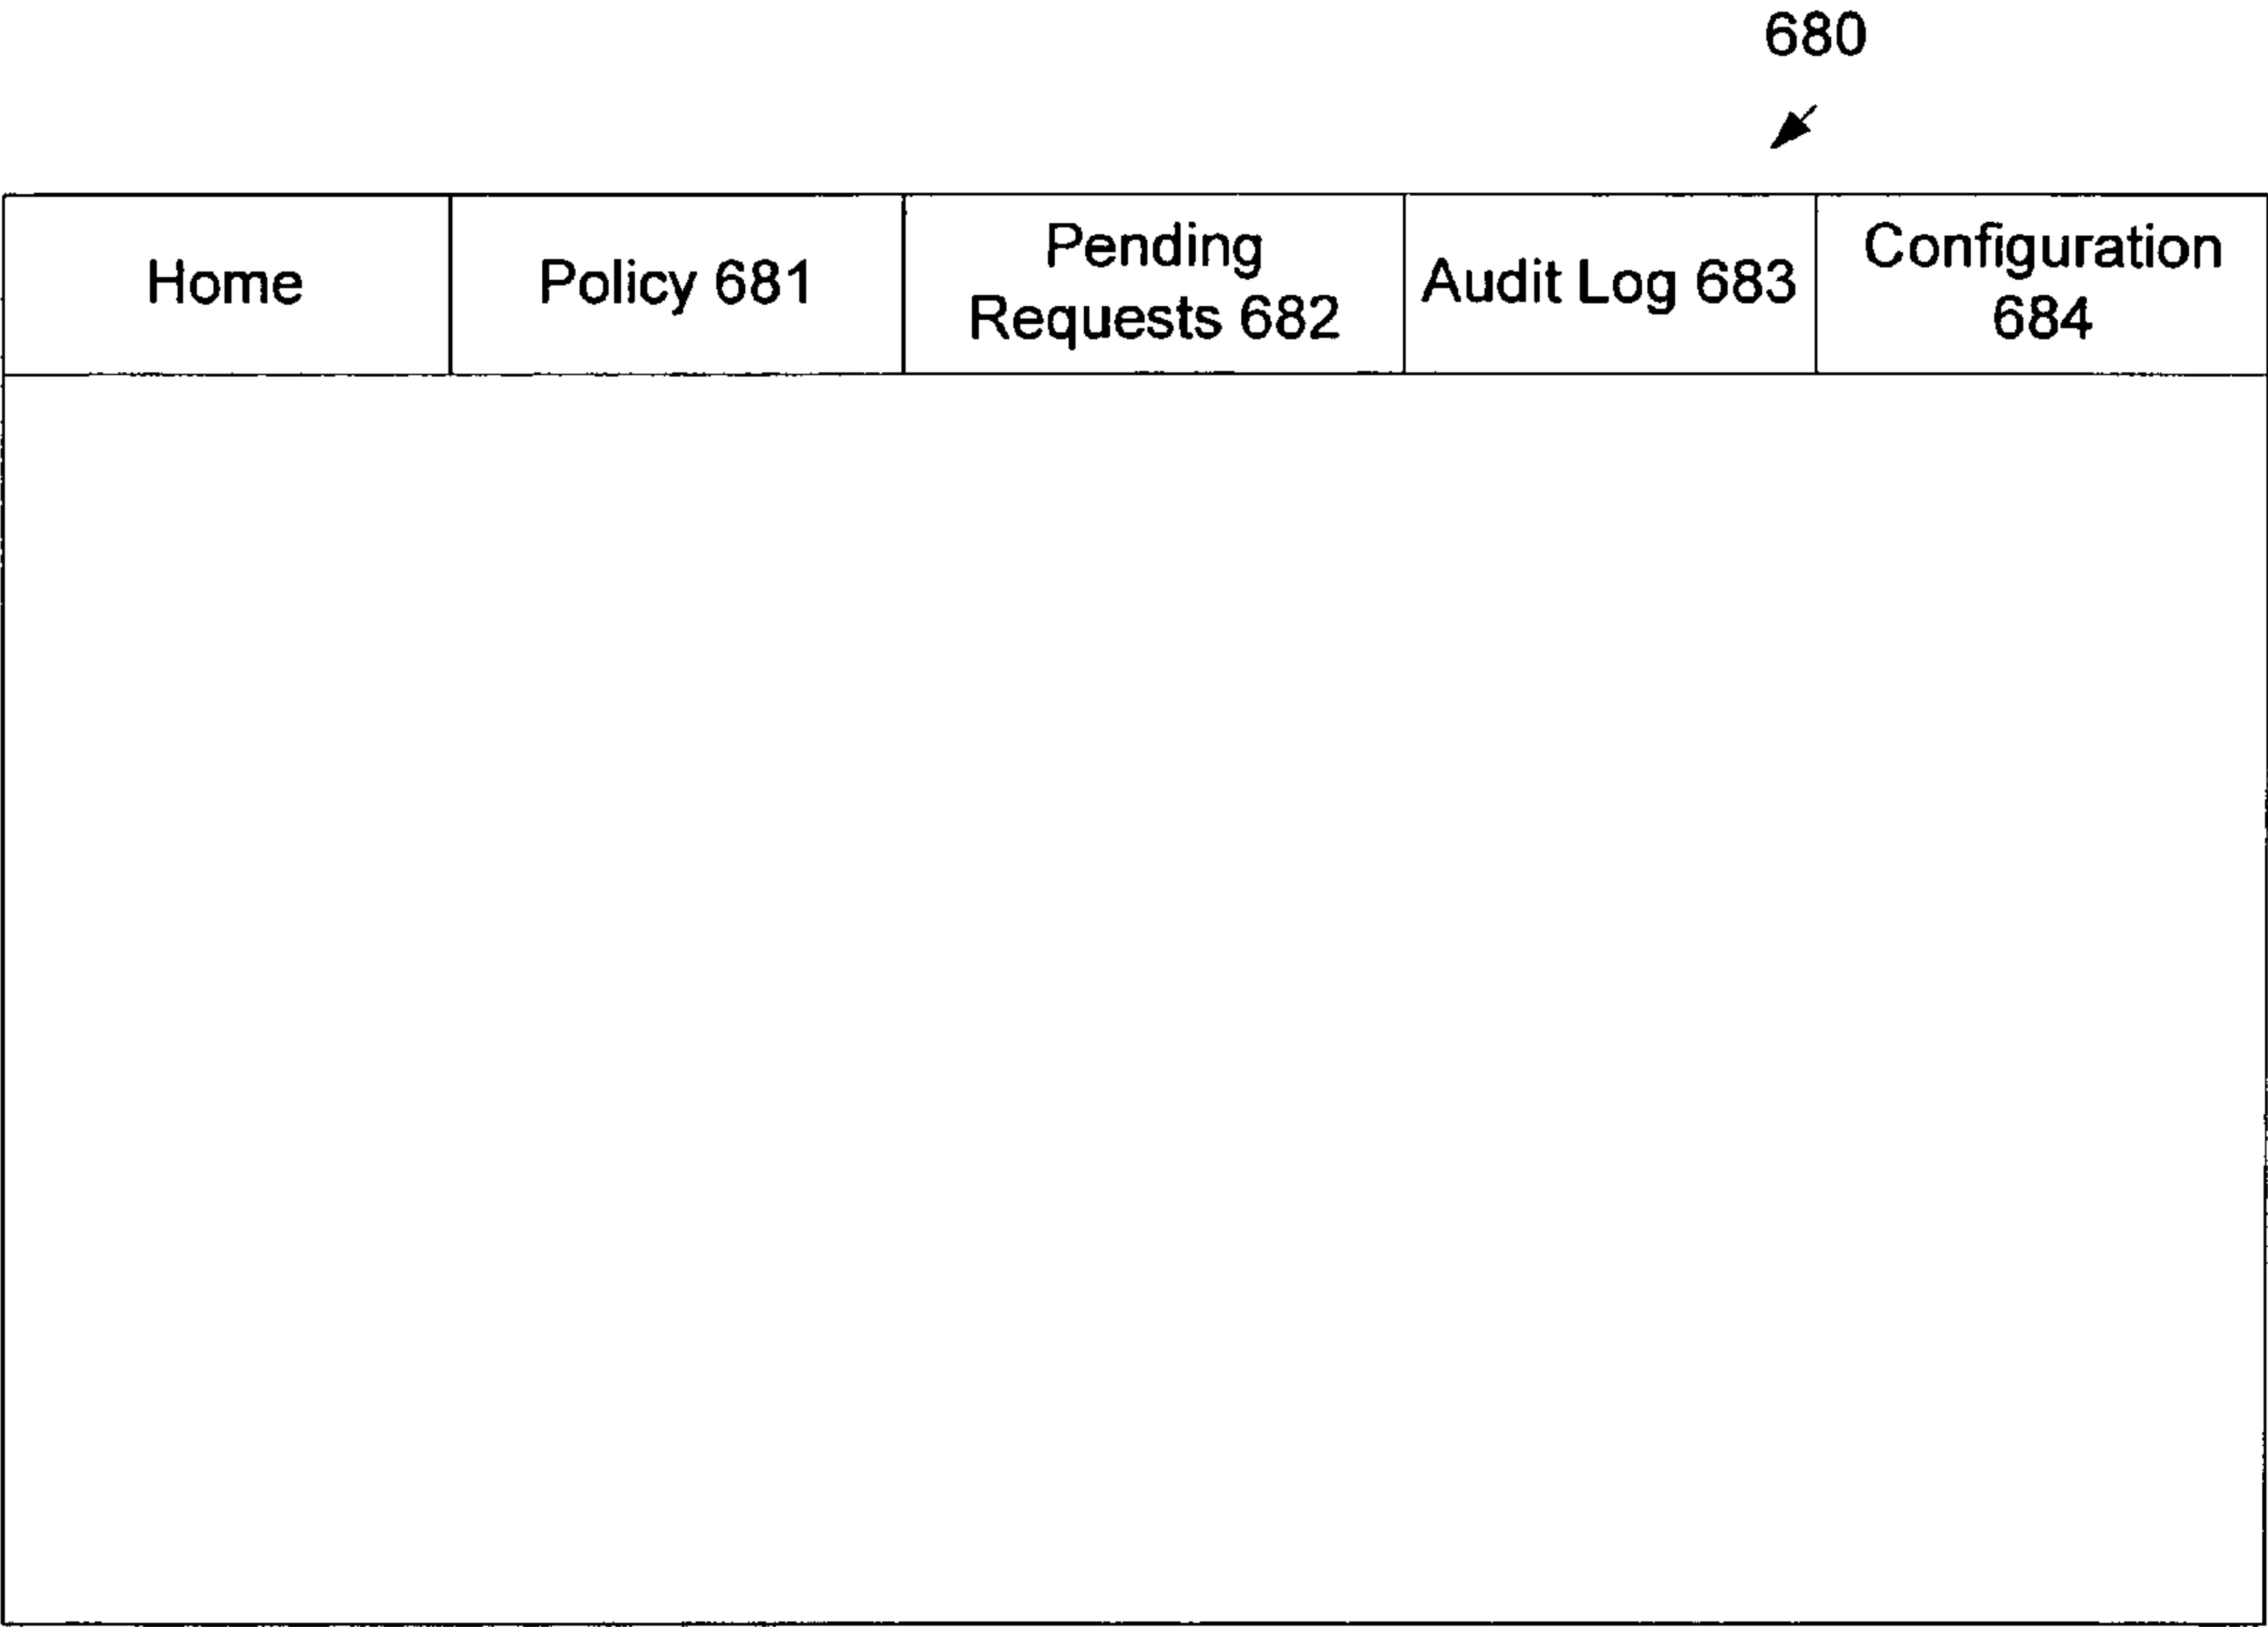 680
Home
Policy 681
Pending
Requests 682
Audit Log 683
Configuration
684